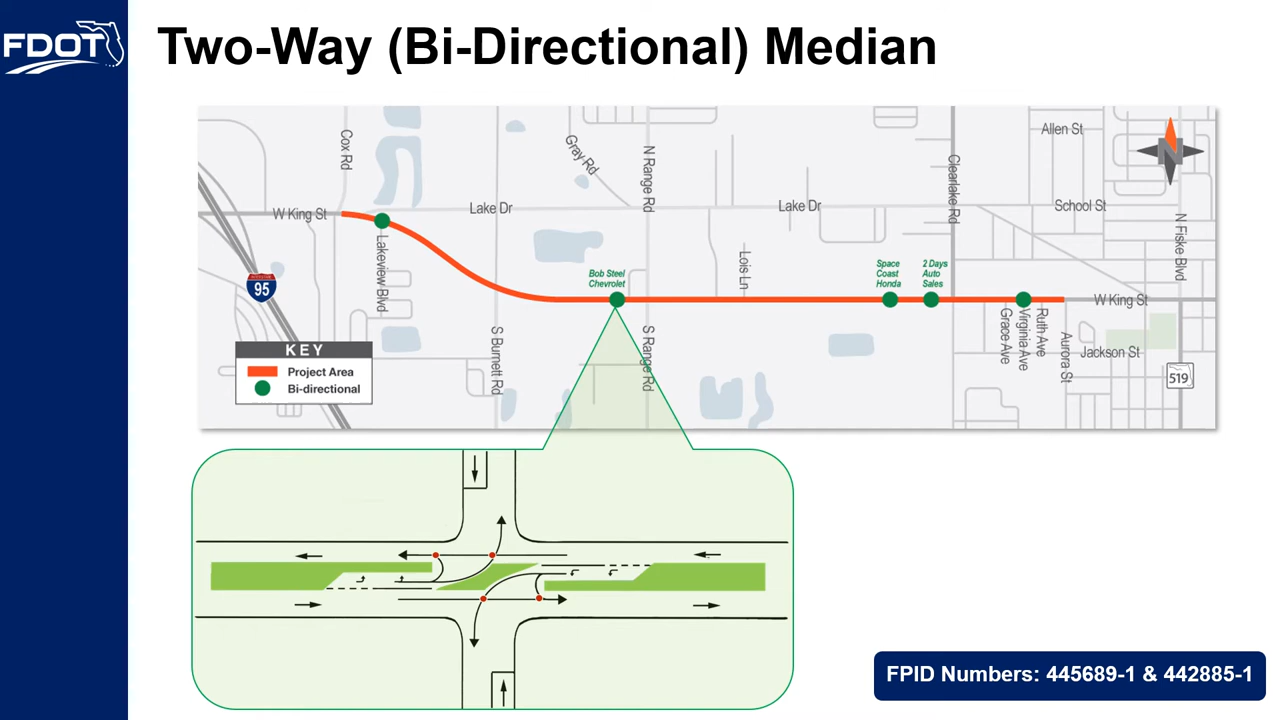 FDOT
Two-Way (Bi-Directional) Median
Cox Rd
Gray Rd
N Range Rd
Clearlake Rd
Allen St
W King St
Lake Dr
Lake Dr
School St
N Fiske Blvd
Lakeview Blvd
95
Bob Steel
Chevrolet
Lois Ln
Space
Coast
Honda
2 Days
Auto
Sales
W King St
S Burnett Rd
S Range Rd
Grace Ave
Virginia Ave
Ruth Ave
Aurora St
Jackson St
519
KEY
Project Area
Bi-directional
FPID Numbers: 445689-1 & 442885-1